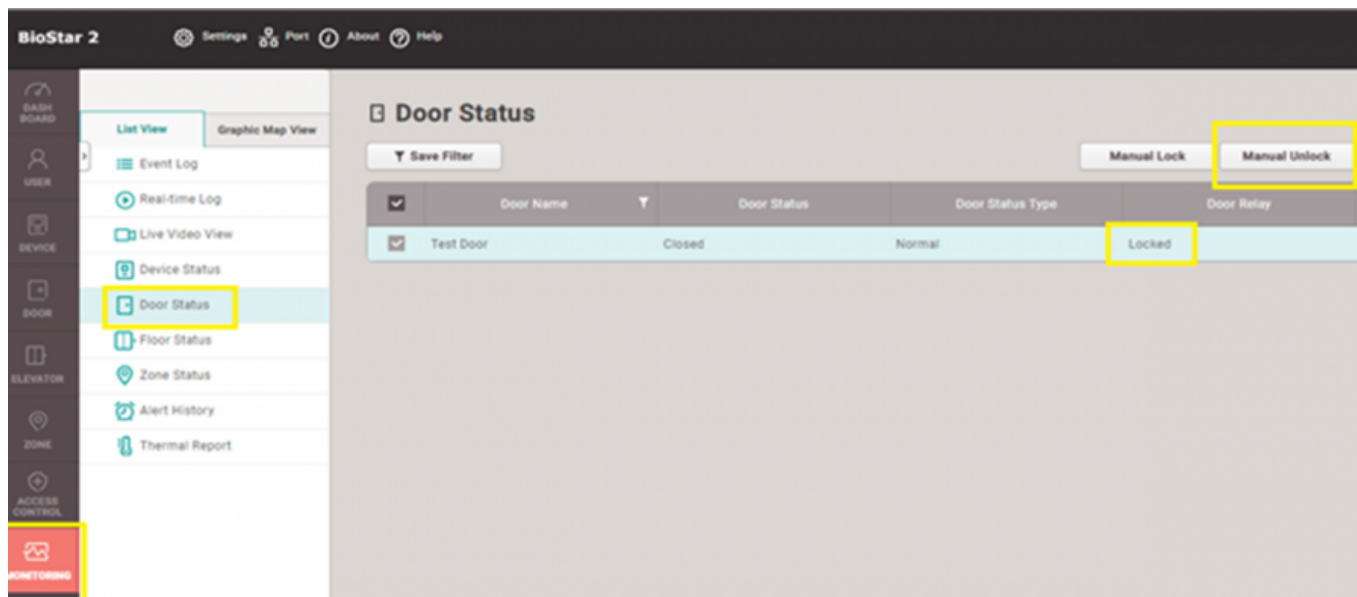 BioStar 2 Settings Port About Help
DASH
BOARD
USER
DEVICE
DOOR
ELEVATOR
ZONE
ACCESS
CONTROL
MONITORING
List View Graphic Map View
Event Log
Real-time Log
Live Video View
Device Status
Door Status
Floor Status
Zone Status
Alert History
Thermal Report
Door Status
Save Filter Manual Lock Manual Unlock
Door Name Door Status Door Status Type Door Relay
Test Door Closed Normal Locked